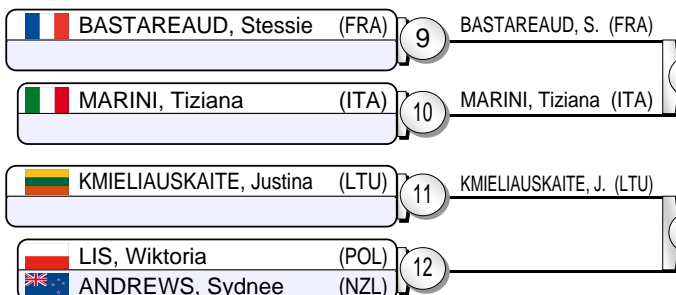 BASTAREAUD, Stessie (FRA)
9
BASTAREAUD, S. (FRA)
MARINI, Tiziana (ITA)
10
MARINI, Tiziana (ITA)
KMIELIAUSKAITE, Justina (LTU)
11
KMIELIAUSKAITE, J. (LTU)
LIS, Wiktoria (POL)
12
ANDREWS, Sydnee (NZL)